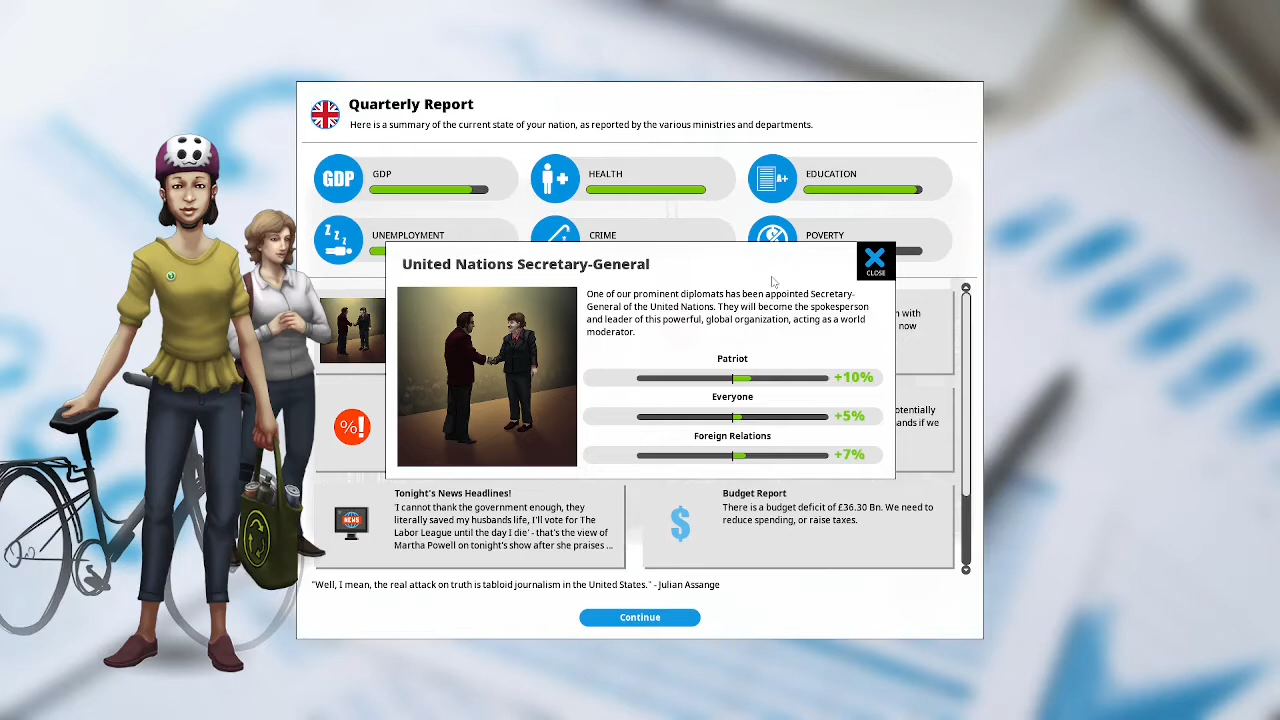 Quarterly Report
Here is a summary of the current state of your nation, as reported by the various ministries and departments.
GDP
GDP
HEALTH
A+
EDUCATION
z z z
UNEMPLOYMENT
CRIME
POVERTY
United Nations Secretary-General
CLOSE
One of our prominent diplomats has been appointed Secretary-
General of the United Nations. They will become the spokesperson
and leader of this powerful, global organization, acting as a world
moderator.
Patriot
+10%
Everyone
+5%
Foreign Relations
+7%
with
now
%!
if we
NEWS
Tonight's News Headlines!
'I cannot thank the government enough, they
literally saved my husbands life, I'll vote for The
Labor League until the day I die' - that's the view of
Martha Powell on tonight's show after she praises ...
$
Budget Report
There is a budget deficit of £36.30 Bn. We need to
reduce spending, or raise taxes.
"Well, I mean, the real attack on truth is tabloid journalism in the United States." - Julian Assange
Continue